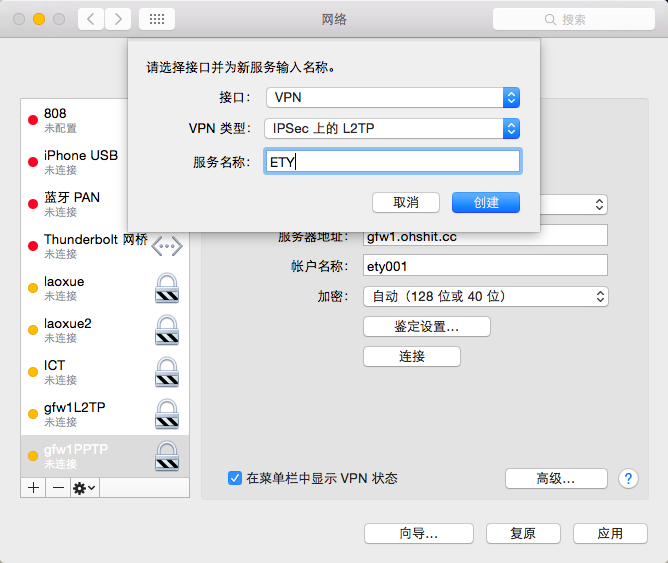 网络
搜索
请选择接口并为新服务输入名称。
接口： VPN
VPN 类型： IPSec 上的 L2TP
服务名称： ETY
取消 创建
808
未配置
iPhone USB
未连接
蓝牙 PAN
未连接
Thunderbolt 网桥
未连接
laoxue
未连接
laoxue2
未连接
ICT
未连接
gfw1L2TP
未连接
gfw1PPTP
未连接
服务器地址： gfw1.ohshit.cc
帐户名称： ety001
加密： 自动（128 位或 40 位）
鉴定设置...
连接
在菜单栏中显示 VPN 状态
高级... ?
向导... 复原 应用